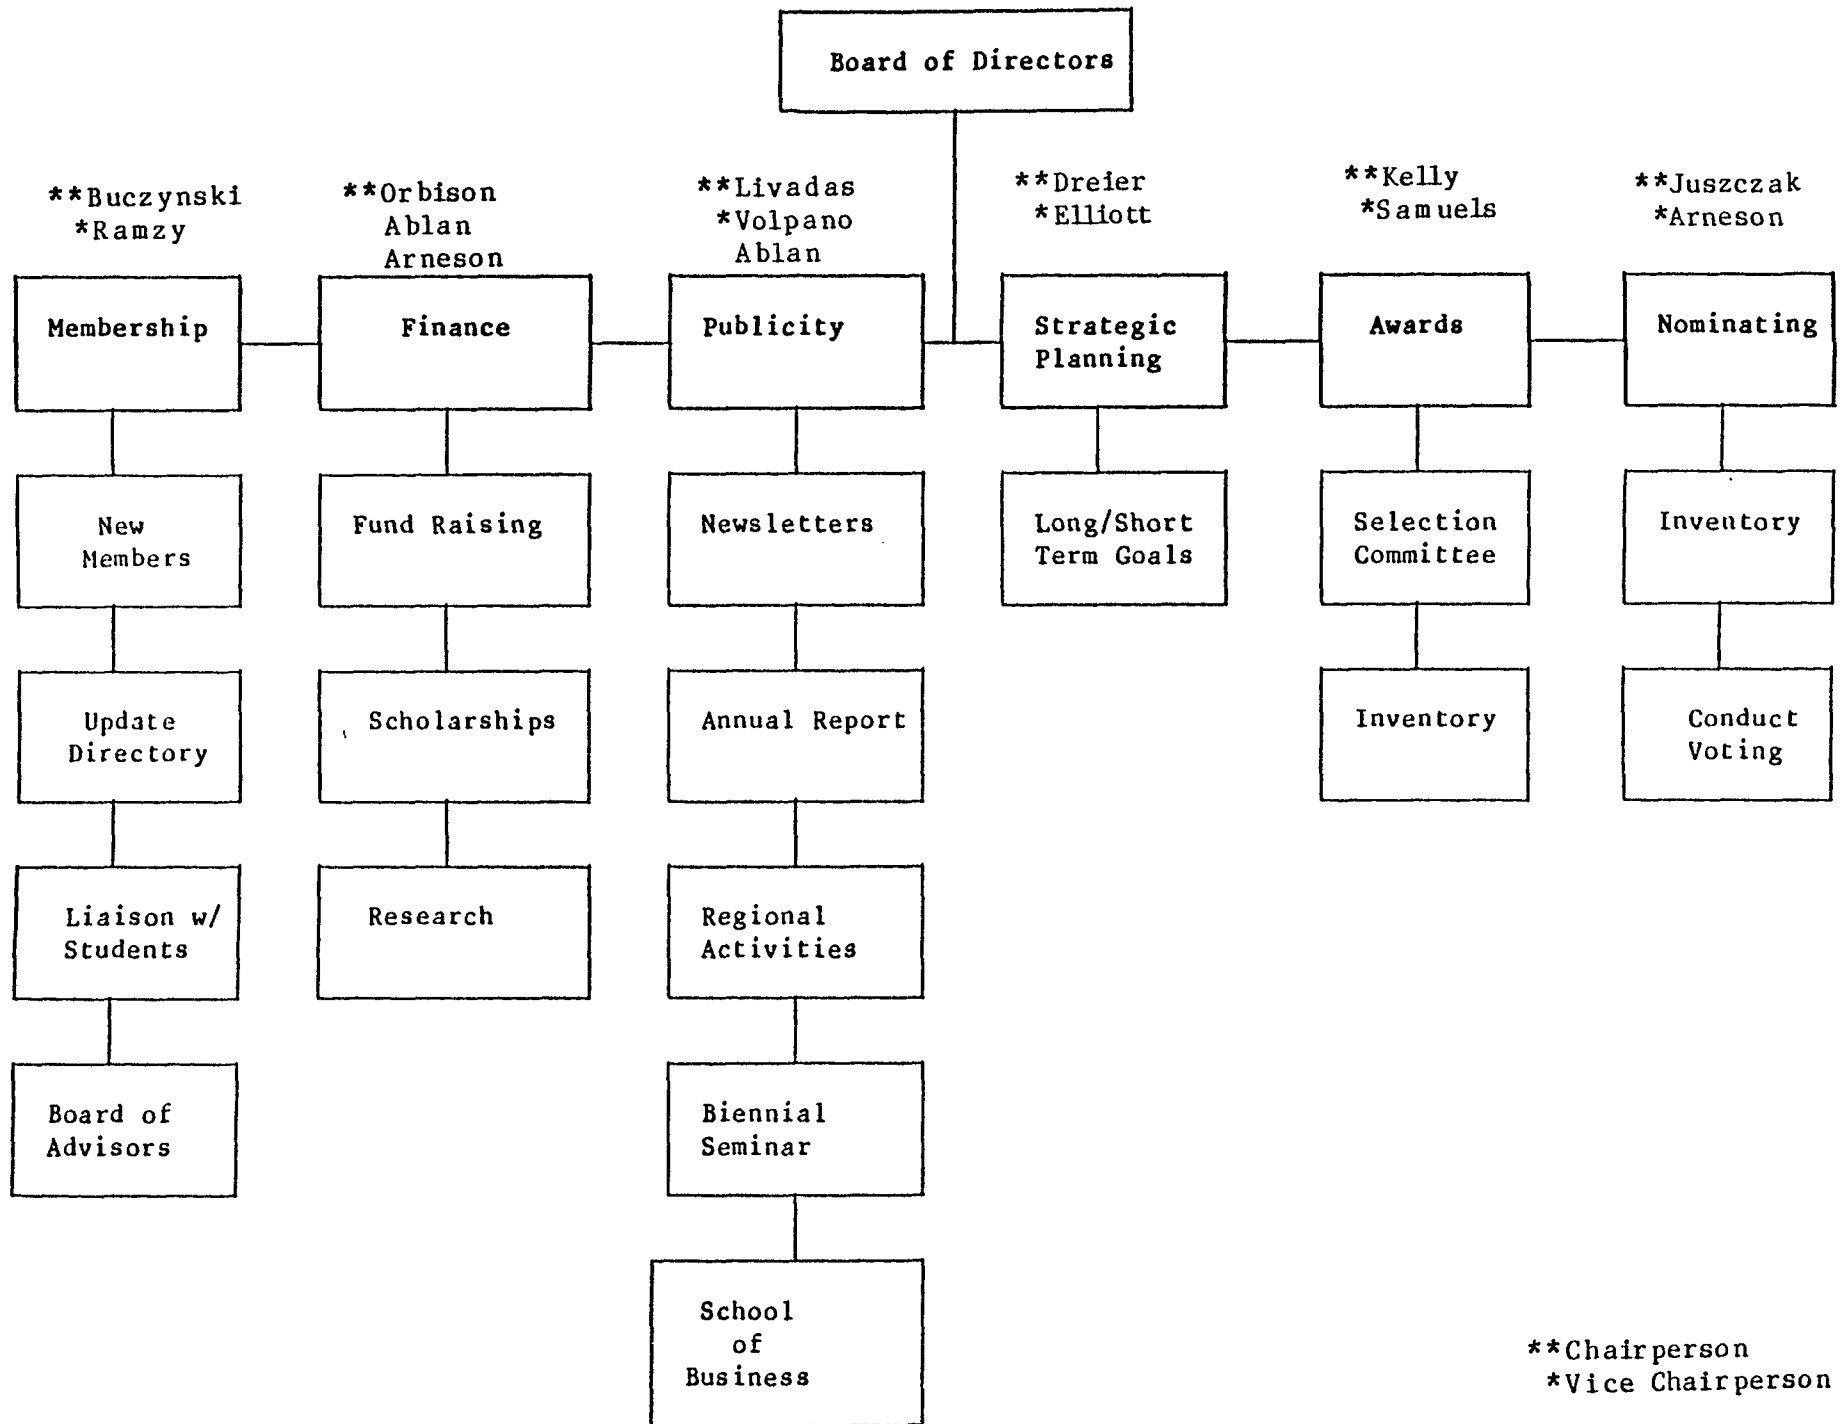 Board of Directors
**Buczynski
*Ramzy
**Orbison
Ablan
Arneson
**Livadas
*Volpano
Ablan
**Dreier
*Elliott
**Kelly
*Samuels
**Juszczak
*Arneson
Membership
Finance
Publicity
Strategic
Planning
Awards
Nominating
New
Members
Fund Raising
Newsletters
Long/Short
Term Goals
Selection
Committee
Inventory
Update
Directory
Scholarships
Annual Report
Inventory
Conduct
Voting
Liaison w/
Students
Research
Regional
Activities
Board of
Advisors
Biennial
Seminar
School
of
Business
**Chairperson
*Vice Chairperson